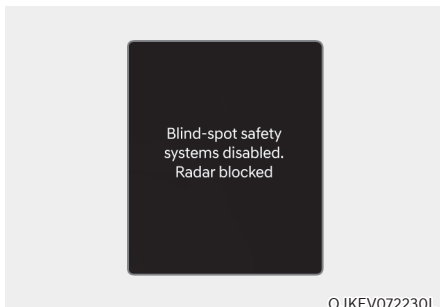 Blind-spot safety
systems disabled.
Radar blocked
OJKEV072230L